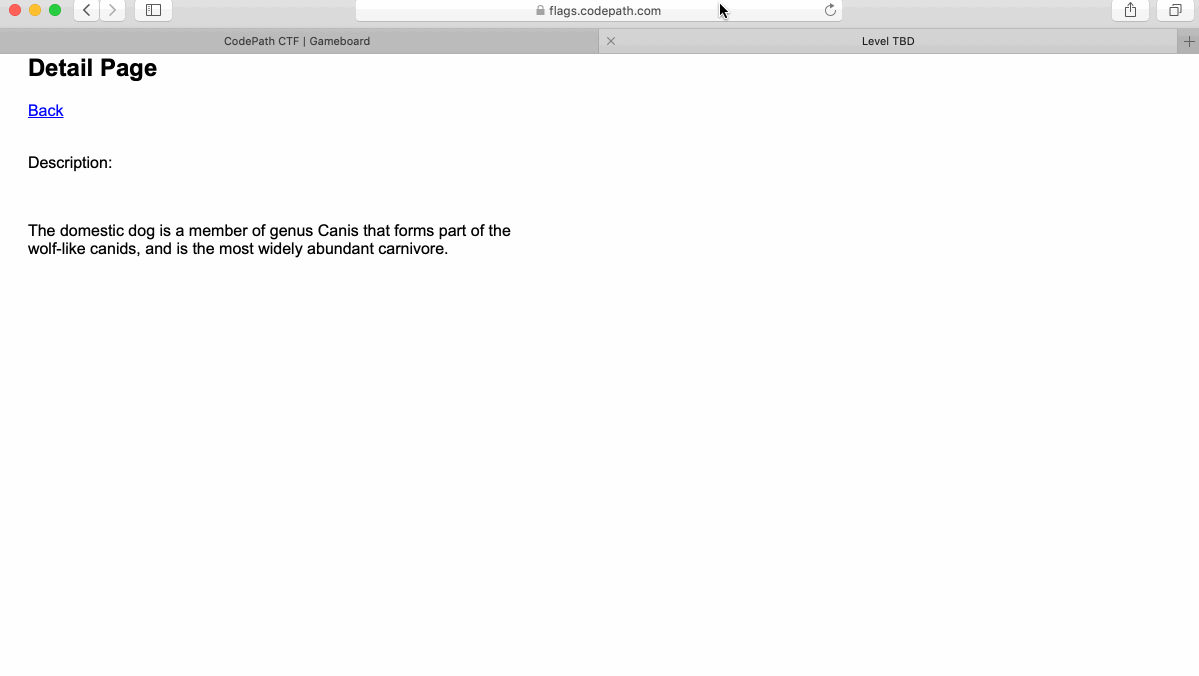 flags.codepath.com
CodePath CTF | Gameboard
Level TBD
Detail Page
Back
Description:
The domestic dog is a member of genus Canis that forms part of the
wolf-like canids, and is the most widely abundant carnivore.